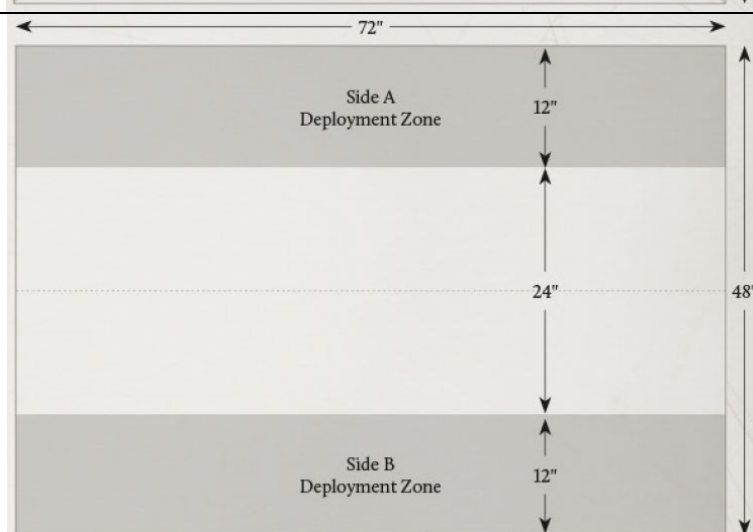 72"
Side A
Deployment Zone
12"
24"
48"
Side B
Deployment Zone
12"